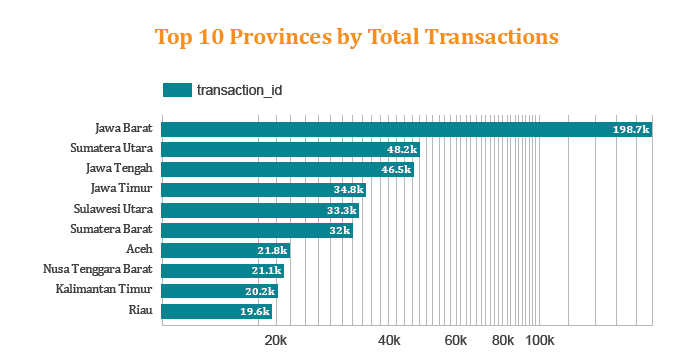 Top 10 Provinces by Total Transactions
transaction_id
Jawa Barat 198.7k
Sumatera Utara 48.2k
Jawa Tengah 46.5k
Jawa Timur 34.8k
Sulawesi Utara 33.3k
Sumatera Barat 32k
Aceh 21.8k
Nusa Tenggara Barat 21.1k
Kalimantan Timur 20.2k
Riau 19.6k
20k 40k 60k 80k 100k